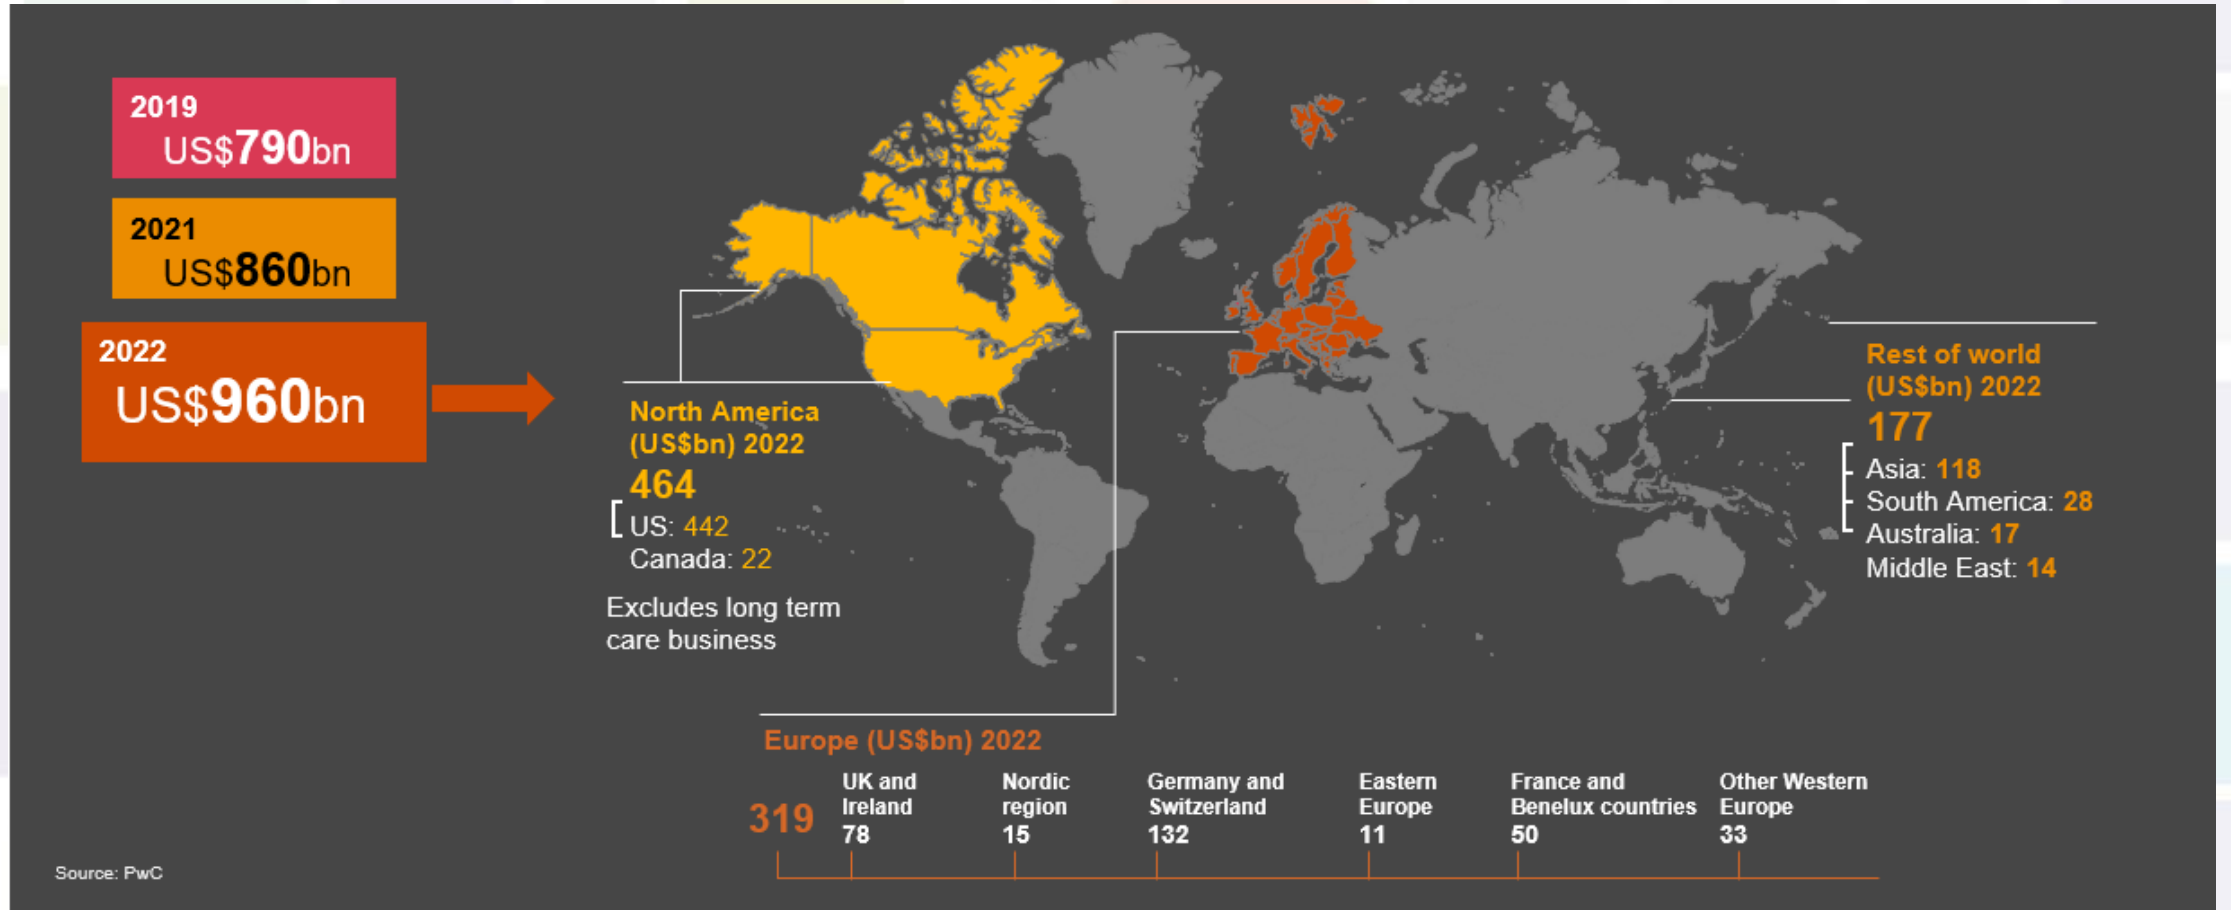 2019
US$790bn
2021
US$860bn
2022
US$960bn
North America
(US$bn) 2022
464
US: 442
Canada: 22
Excludes long term
care business
Rest of world
(US$bn) 2022
177
Asia: 118
South America: 28
Australia: 17
Middle East: 14
Europe (US$bn) 2022
319
UK and
Ireland
78
Nordic
region
15
Germany and
Switzerland
132
Eastern
Europe
11
France and
Benelux countries
50
Other Western
Europe
33
Source: PwC